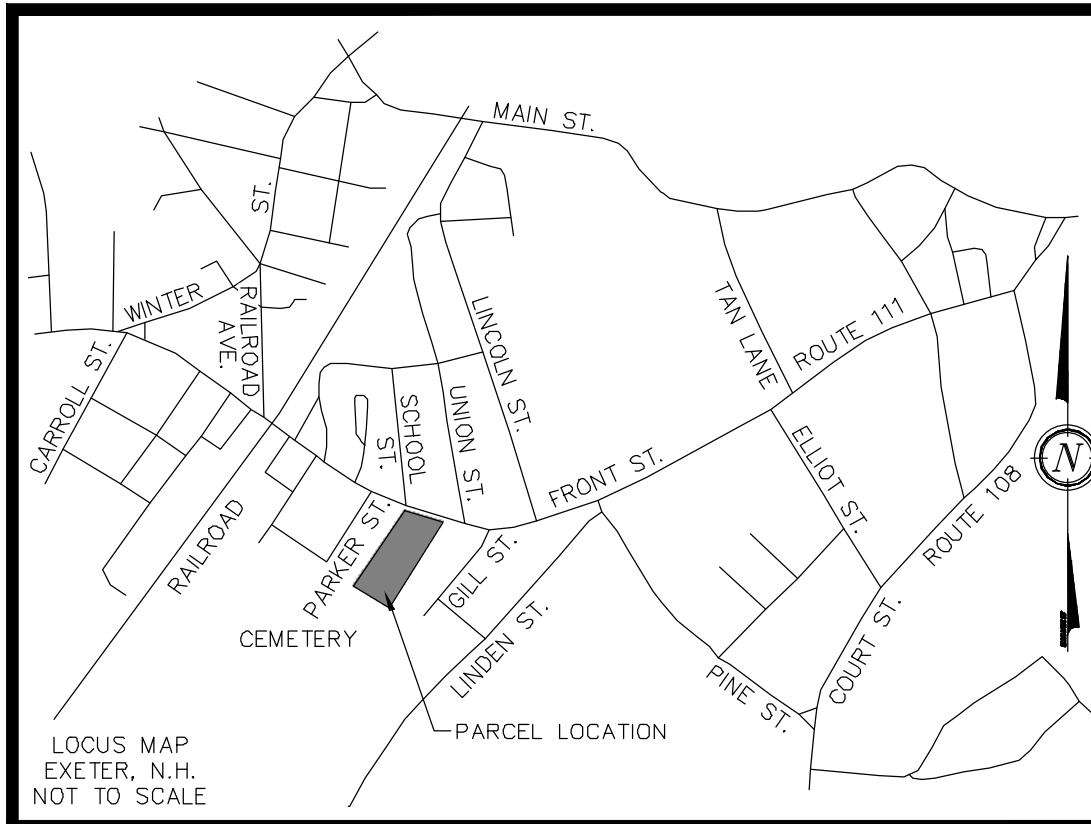 MAIN ST.
ST.
WINTER
RAILROAD
AVE.
LINCOLN ST.
TAN LANE
ROUTE 111
CARROLL ST.
SCHOOL
ST.
UNION ST.
FRONT ST.
ELLIOT ST.
N
ROUTE 108
RAILROAD
PARKER ST.
GILL ST.
CEMETERY
LINDEN ST.
PINE ST.
COURT ST.
PARCEL LOCATION
LOCUS MAP
EXETER, N.H.
NOT TO SCALE